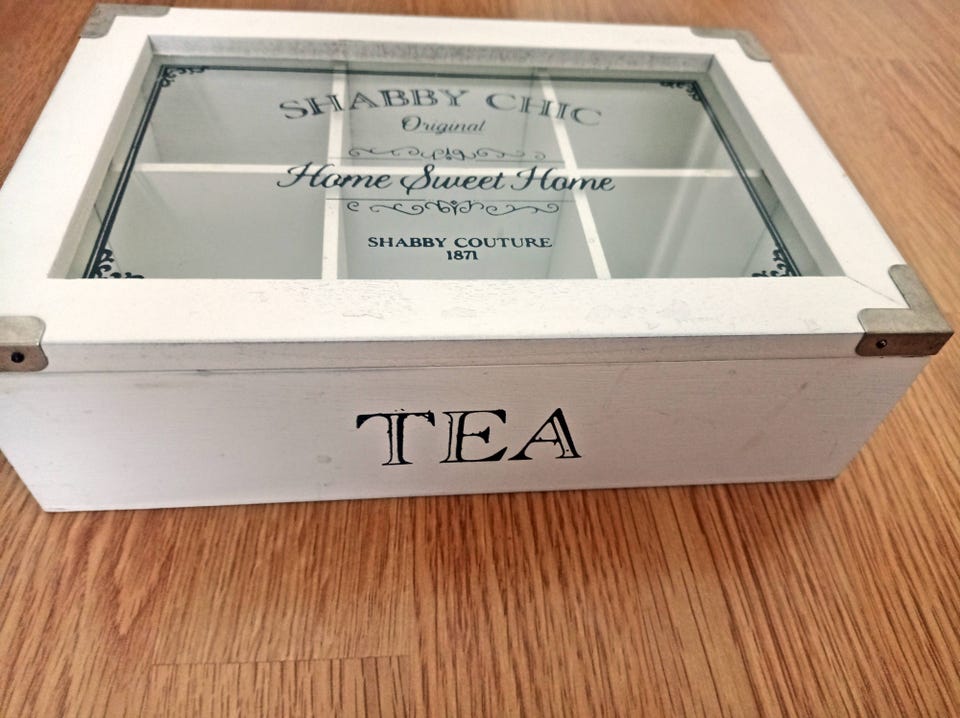 SHABBY CHIC
Original
Home Sweet Home
SHABBY COUTURE
1871
TEA